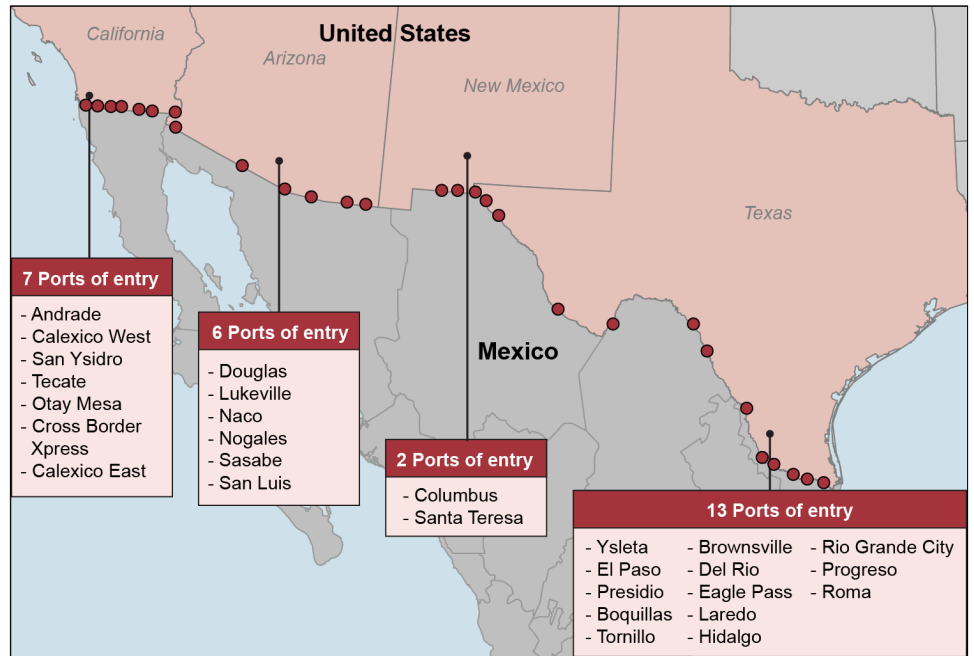 California
United States
Arizona
New Mexico
Texas
Mexico
7 Ports of entry
- Andrade
- Calexico West
- San Ysidro
- Tecate
- Otay Mesa
- Cross Border
Xpress
- Calexico East
6 Ports of entry
- Douglas
- Lukeville
- Naco
- Nogales
- Sasabe
- San Luis
2 Ports of entry
- Columbus
- Santa Teresa
13 Ports of entry
- Ysleta
- El Paso
- Presidio
- Boquillas
- Tornillo
- Brownsville
- Del Rio
- Eagle Pass
- Laredo
- Hidalgo
- Rio Grande City
- Progreso
- Roma